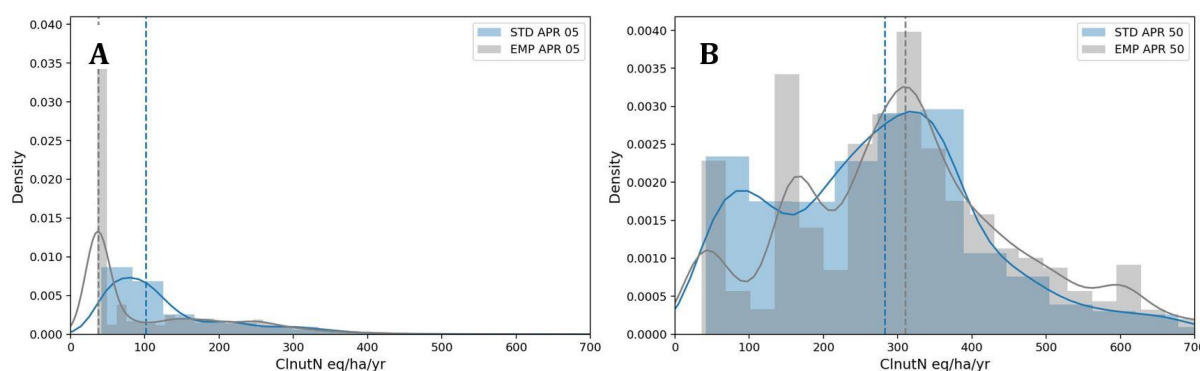 A
STD APR 05
EMP APR 05
0.040
0.035
0.030
0.025
0.020
0.015
0.010
0.005
0.000
Density
0 100 200 300 400 500 600 700
ClnutN eq/ha/yr
B
STD APR 50
EMP APR 50
0.0040
0.0035
0.0030
0.0025
0.0020
0.0015
0.0010
0.0005
0.0000
Density
0 100 200 300 400 500 600 700
ClnutN eq/ha/yr